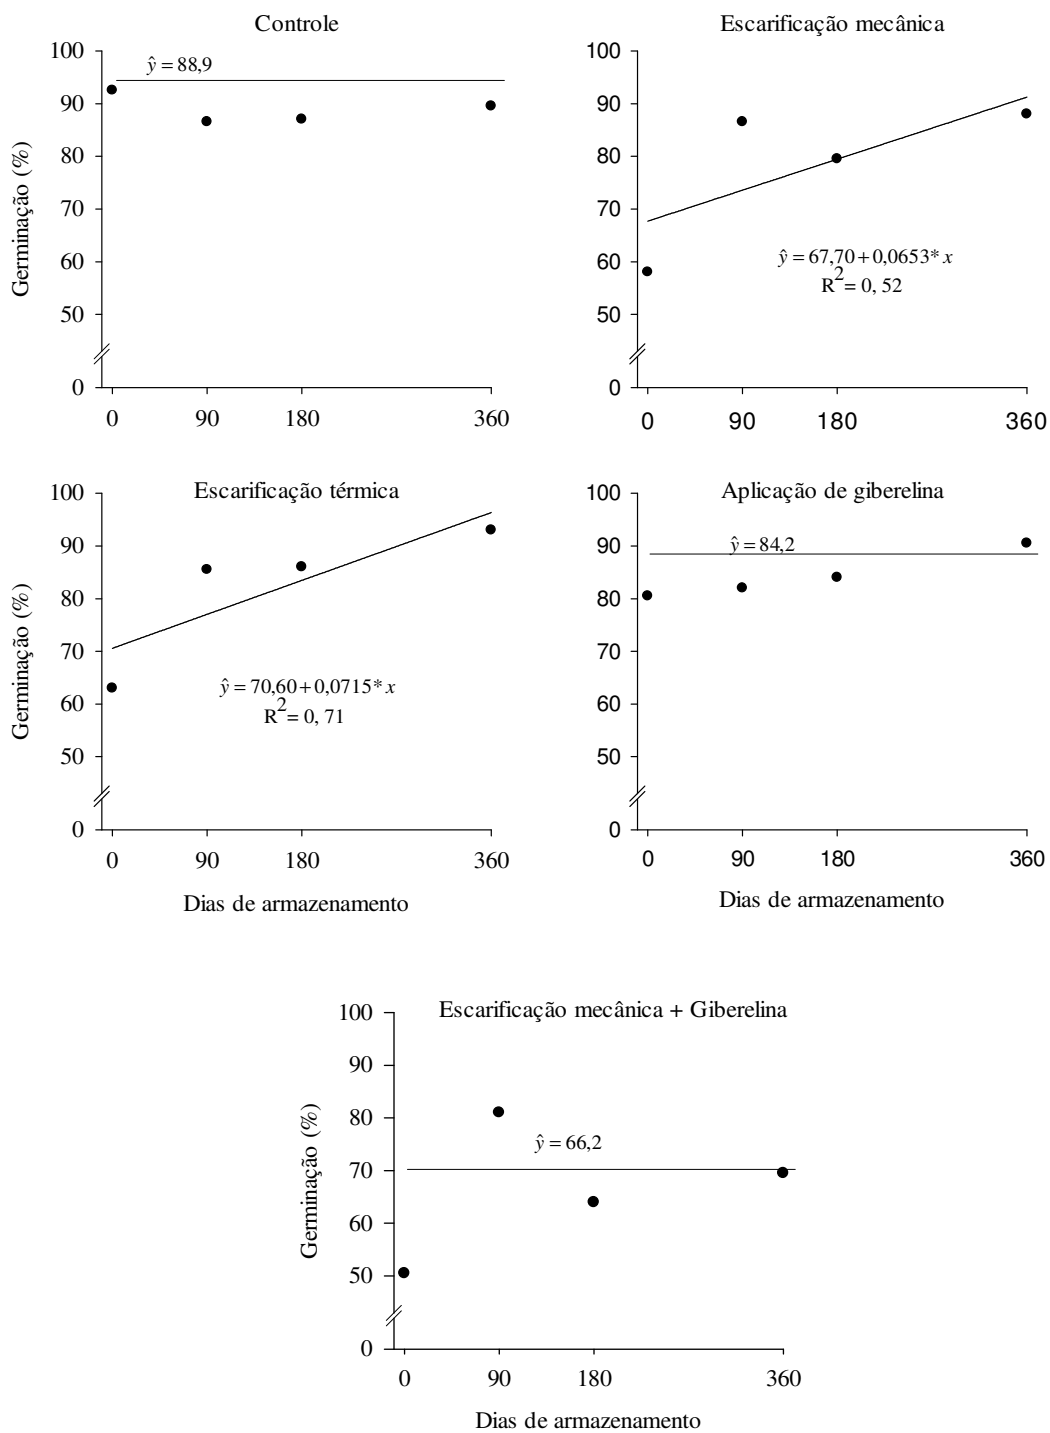 Controle
Germinação (%)
100
90
80
70
60
50
0
ŷ = 88,9
0 90 180 360
Escarificação mecânica
100
90
80
70
60
50
0
ŷ = 67,70 + 0,0653* x
R2 = 0, 52
0 90 180 360
Escarificação térmica
Germinação (%)
100
90
80
70
60
50
0
ŷ = 70,60 + 0,0715* x
R2 = 0, 71
0 90 180 360
Dias de armazenamento
Aplicação de giberelina
100
90
80
70
60
50
0
ŷ = 84,2
0 90 180 360
Dias de armazenamento
Escarificação mecânica + Giberelina
Germinação (%)
100
90
80
70
60
50
0
ŷ = 66,2
0 90 180 360
Dias de armazenamento